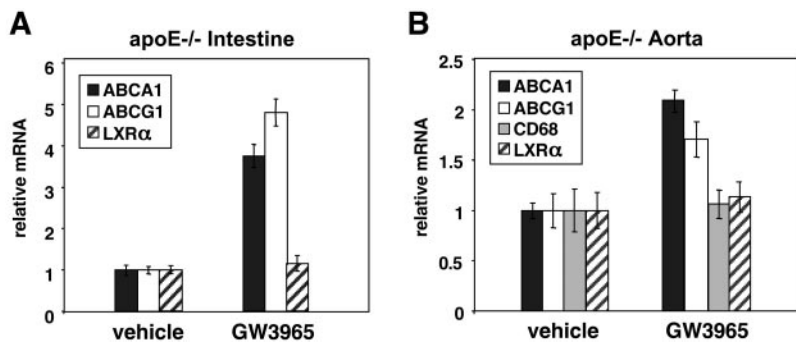 A
apoE-/- Intestine
relative mRNA
6
5
4
3
2
1
0
ABCA1
ABCG1
LXRα
vehicle
GW3965
B
apoE-/- Aorta
relative mRNA
2.5
2
1.5
1
0.5
0
ABCA1
ABCG1
CD68
LXRα
vehicle
GW3965